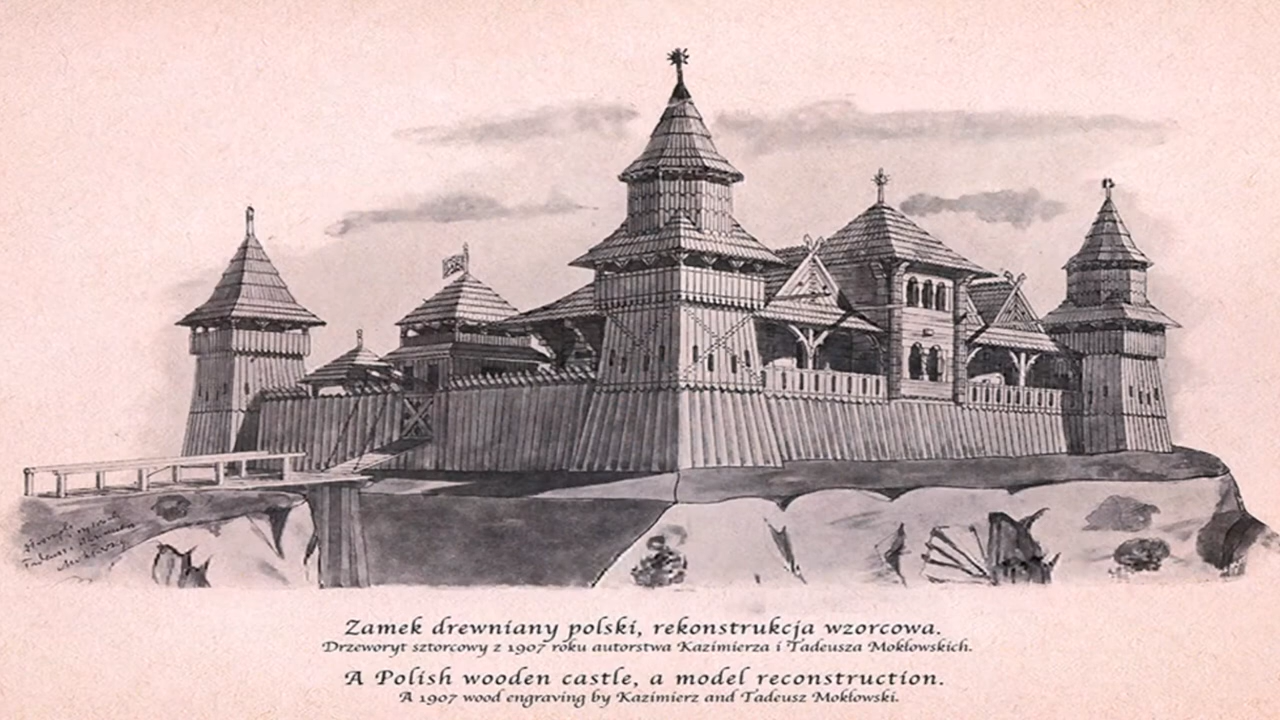 Zamek drewniany polski, rekonstrukcja wzorcowa.
Drzeworyt sztorcowy z 1907 roku autorstwa Kazimierza i Tadeusza Mokłowskich.
A Polish wooden castle, a model reconstruction.
A 1907 wood engraving by Kazimierz and Tadeusz Mokłowski.